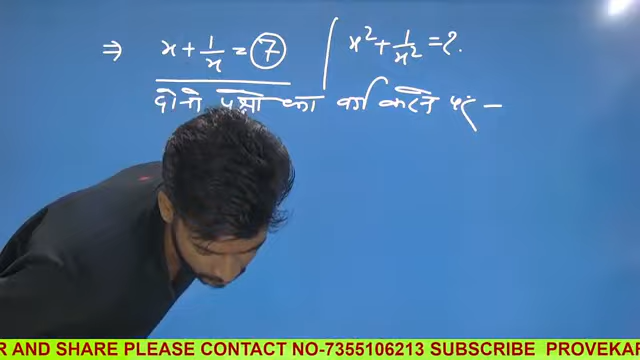 ⇒ x + 1/x = 7 | x² + 1/x² = ?
दोनो पक्षो का वर्ग करने पर –
R AND SHARE PLEASE CONTACT NO-7355106213 SUBSCRIBE PROVEKAR